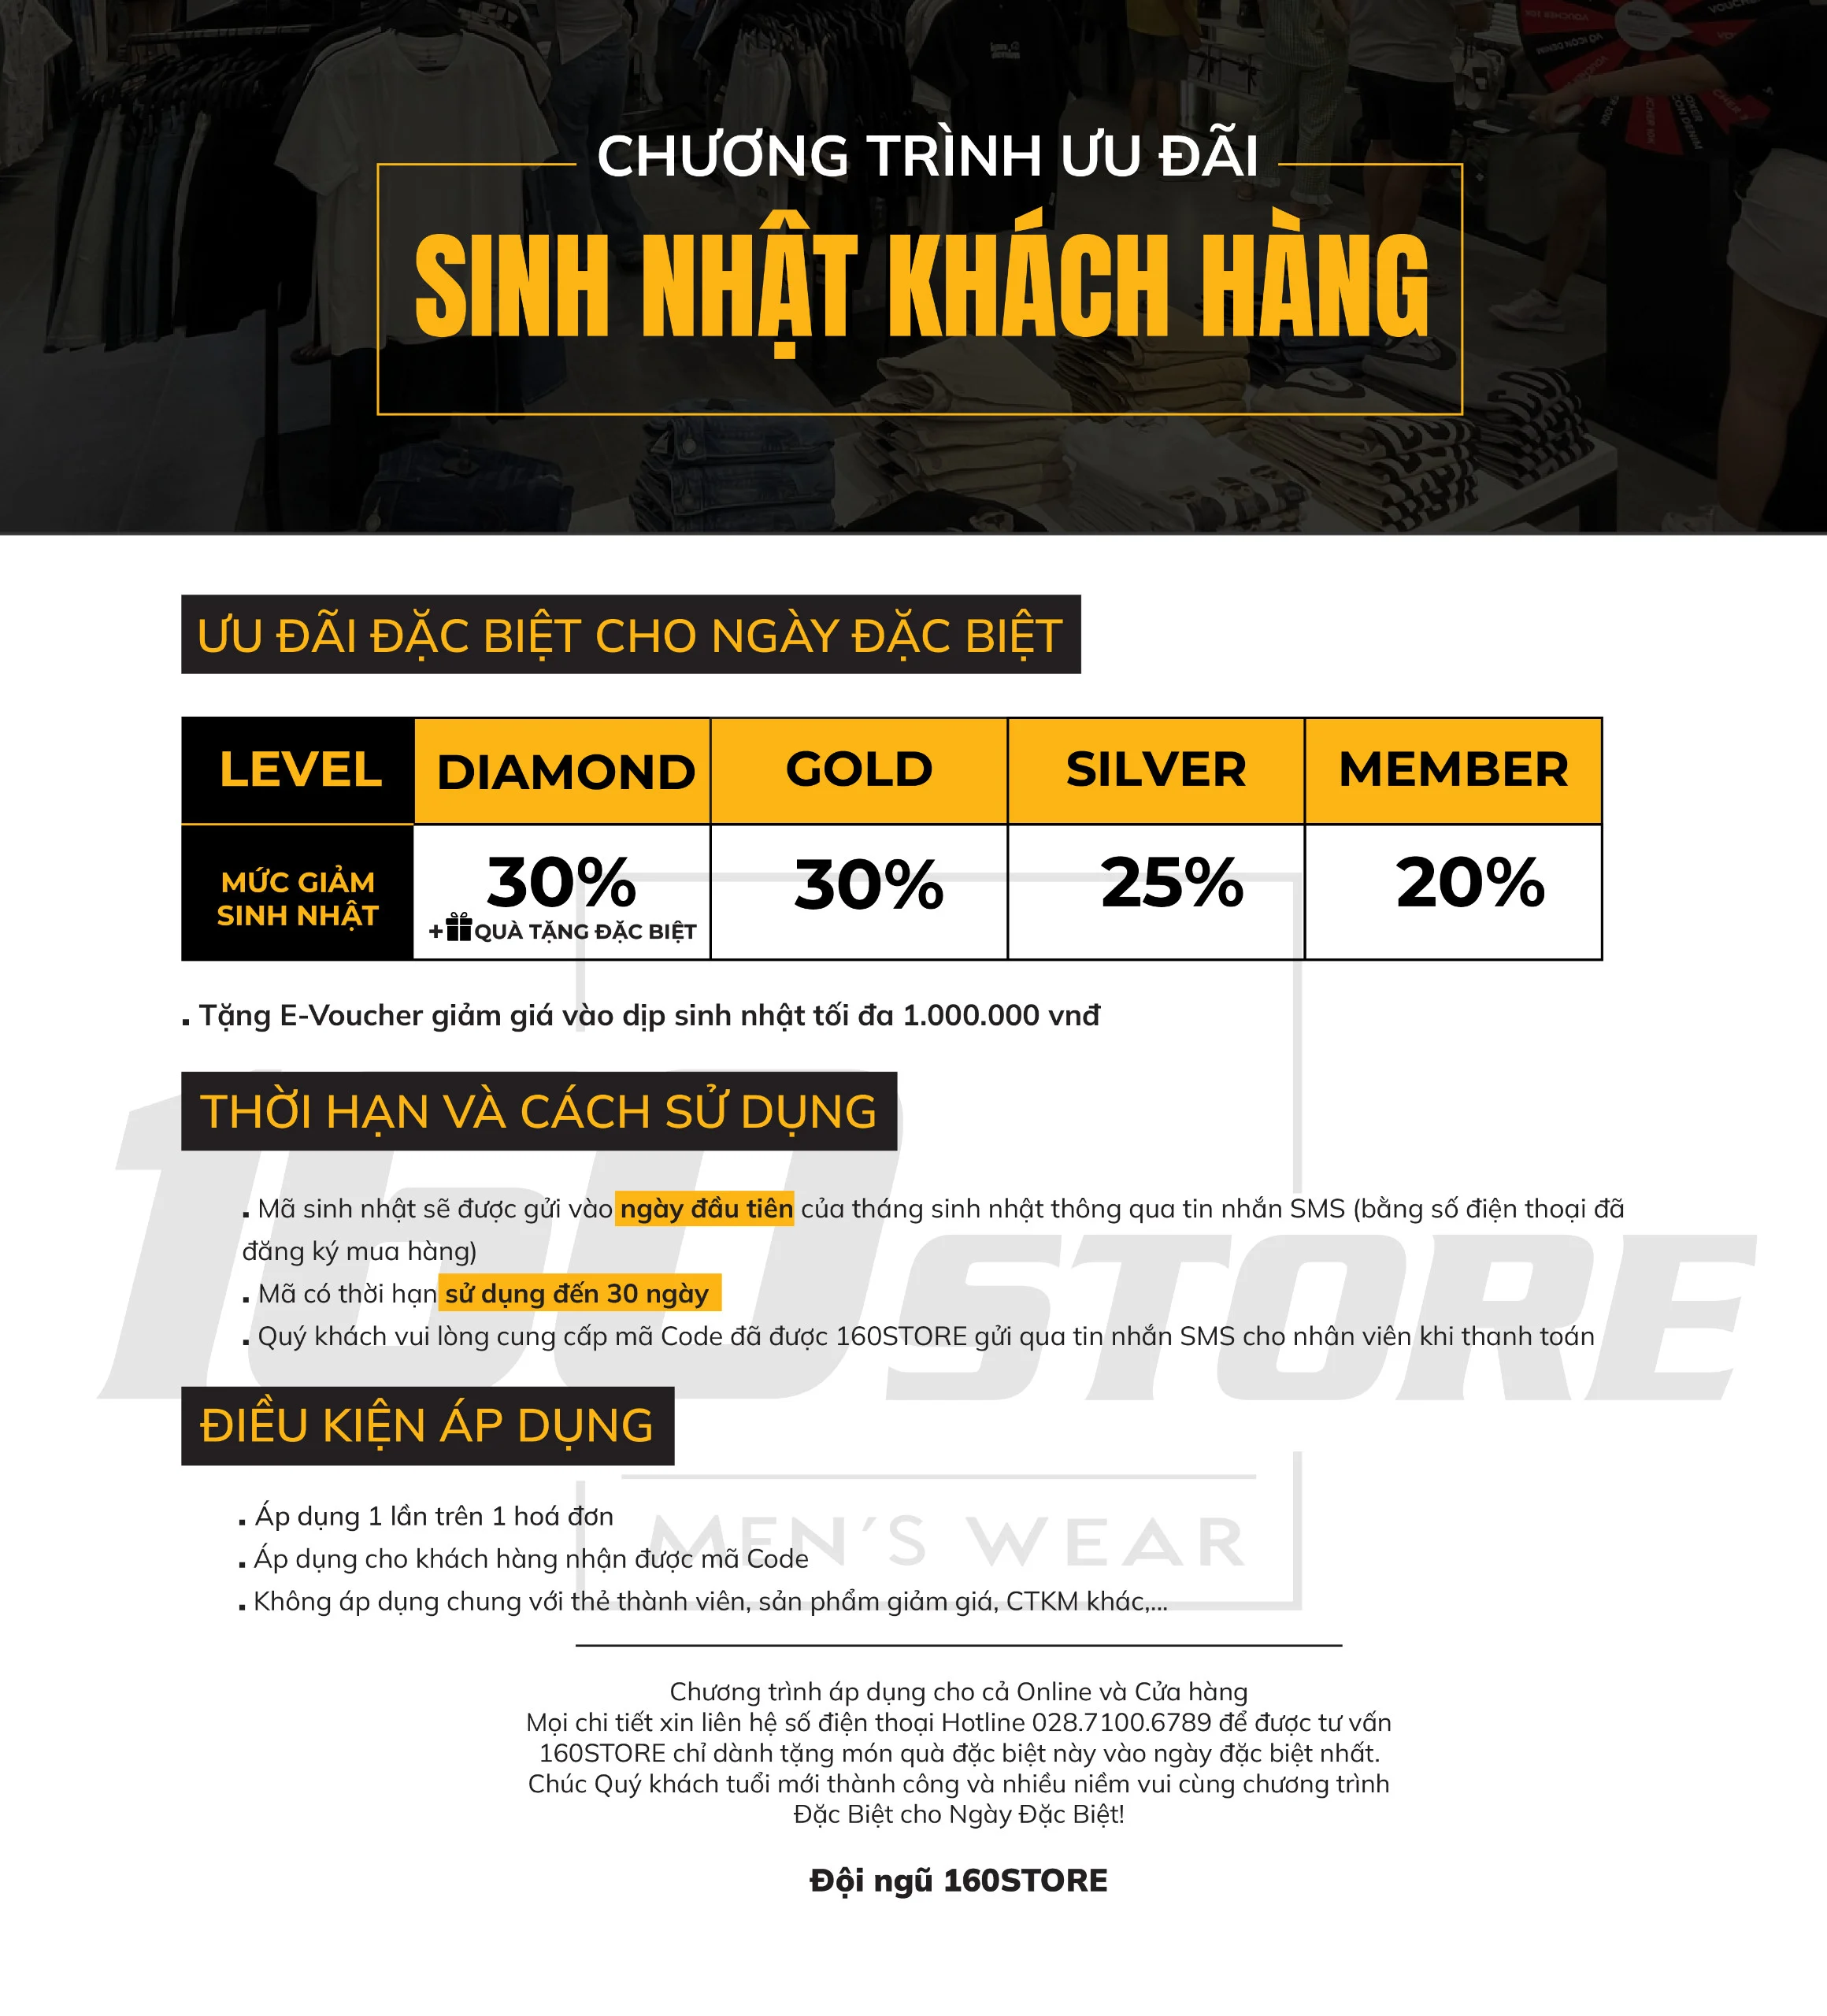 CHƯƠNG TRÌNH ƯU ĐÃI
SINH NHẬT KHÁCH HÀNG
ƯU ĐÃI ĐẶC BIỆT CHO NGÀY ĐẶC BIỆT
LEVEL DIAMOND GOLD SILVER MEMBER
MỨC GIẢM
SINH NHẬT
30% 30% 25% 20%
+ QUÀ TẶNG ĐẶC BIỆT
. Tặng E-Voucher giảm giá vào dịp sinh nhật tối đa 1.000.000 vnđ
THỜI HẠN VÀ CÁCH SỬ DỤNG
. Mã sinh nhật sẽ được gửi vào ngày đầu tiên của tháng sinh nhật thông qua tin nhắn SMS (bằng số điện thoại đã
đăng ký mua hàng)
. Mã có thời hạn sử dụng đến 30 ngày
. Quý khách vui lòng cung cấp mã Code đã được 160STORE gửi qua tin nhắn SMS cho nhân viên khi thanh toán
160STORE
ĐIỀU KIỆN ÁP DỤNG
. Áp dụng 1 lần trên 1 hoá đơn
MEN'S WEAR
. Áp dụng cho khách hàng nhận được mã Code
. Không áp dụng chung với thẻ thành viên, sản phẩm giảm giá, CTKM khác,...
Chương trình áp dụng cho cả Online và Cửa hàng
Mọi chi tiết xin liên hệ số điện thoại Hotline 028.7100.6789 để được tư vấn
160STORE chỉ dành tặng món quà đặc biệt này vào ngày đặc biệt nhất.
Chúc Quý khách tuổi mới thành công và nhiều niềm vui cùng chương trình
Đặc Biệt cho Ngày Đặc Biệt!
Đội ngũ 160STORE